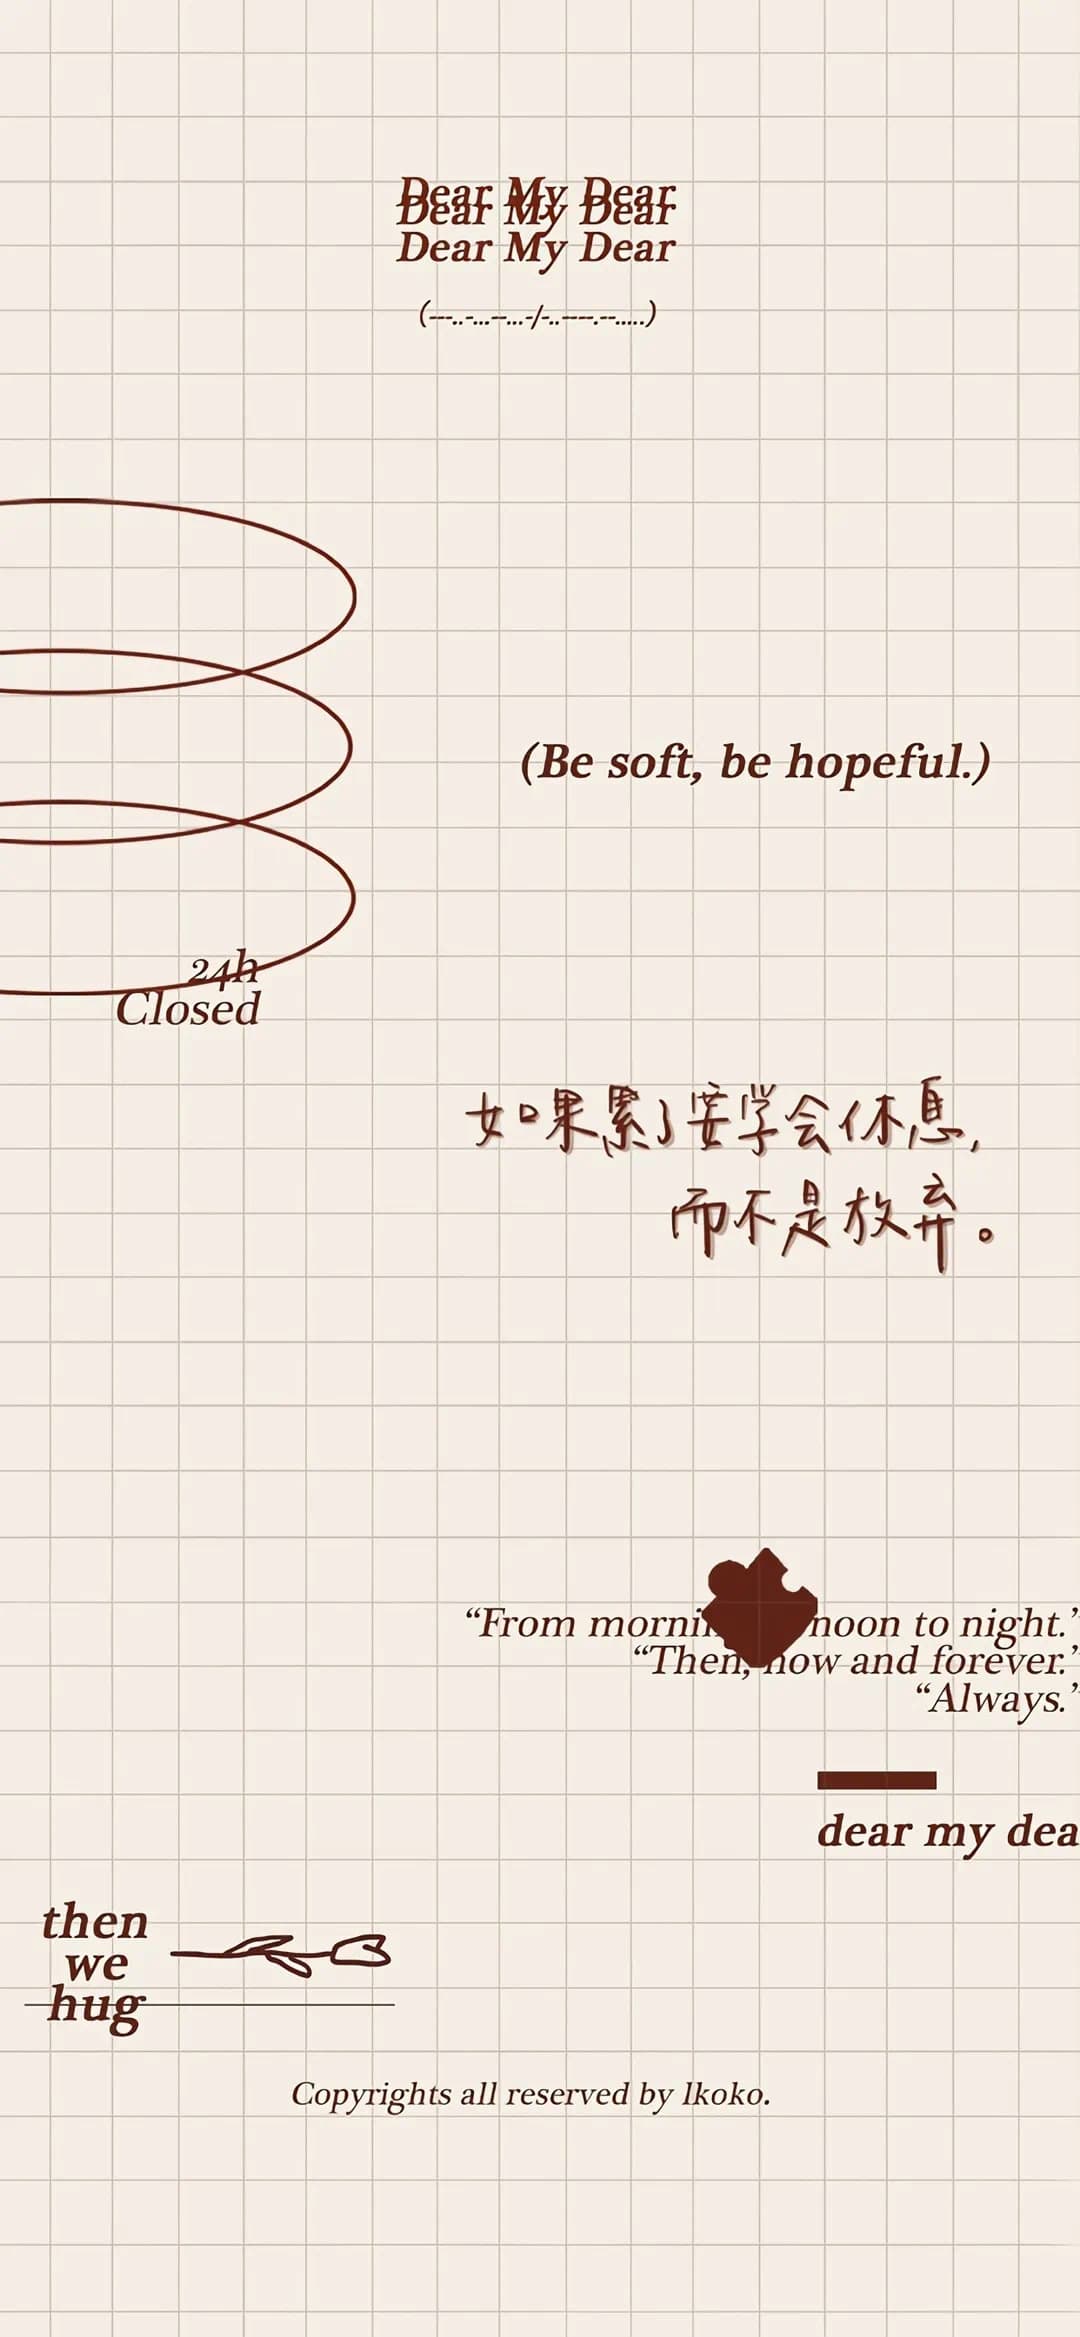 Dear My Dear
Dear My Dear
Dear My Dear
(---..-...--...-/-..----.--.....)
(Be soft, be hopeful.)
24h
Closed
如果累了要学会休息，
而不是放弃。
“From mornin noon to night.”
“Then, now and forever.”
“Always.”
dear my dea
then
we
hug
Copyrights all reserved by lkoko.